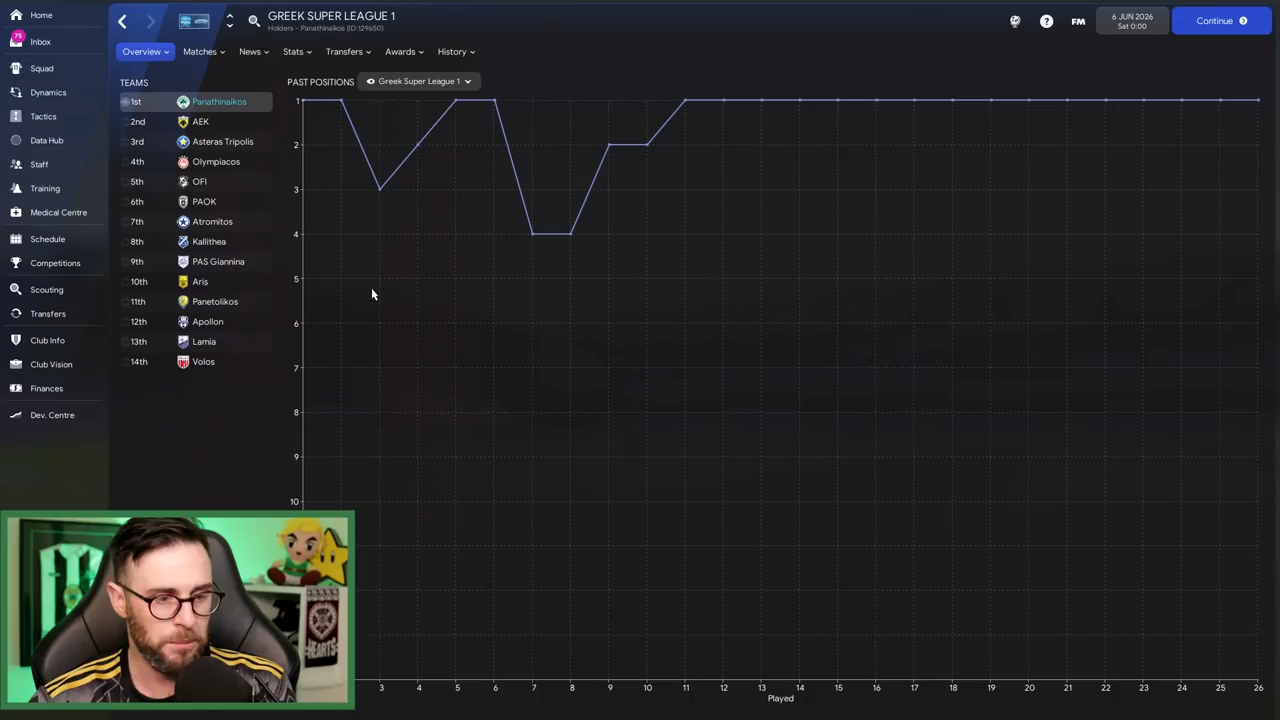 Home
75
Inbox
Squad
Dynamics
Tactics
Data Hub
Staff
Training
Medical Centre
Schedule
Competitions
Scouting
Transfers
Club Info
Club Vision
Finances
Dev. Centre
GREEK SUPER LEAGUE 1
Holders - Panathinaikos (ID:129650)
?
FM
6 JUN 2026
Sat 0:00
Continue
Overview
Matches
News
Stats
Transfers
Awards
History
TEAMS
1st Panathinaikos
2nd AEK
3rd Asteras Tripolis
4th Olympiacos
5th OFI
6th PAOK
7th Atromitos
8th Kallithea
9th PAS Giannina
10th Aris
11th Panetolikos
12th Apollon
13th Lamia
14th Volos
PAST POSITIONS Greek Super League 1
1
2
3
4
5
6
7
8
9
10
3 4 5 6 7 8 9 10 11 12 13 14 15 16 17 18 19 20 21 22 23 24 25 26
Played
HEARTS